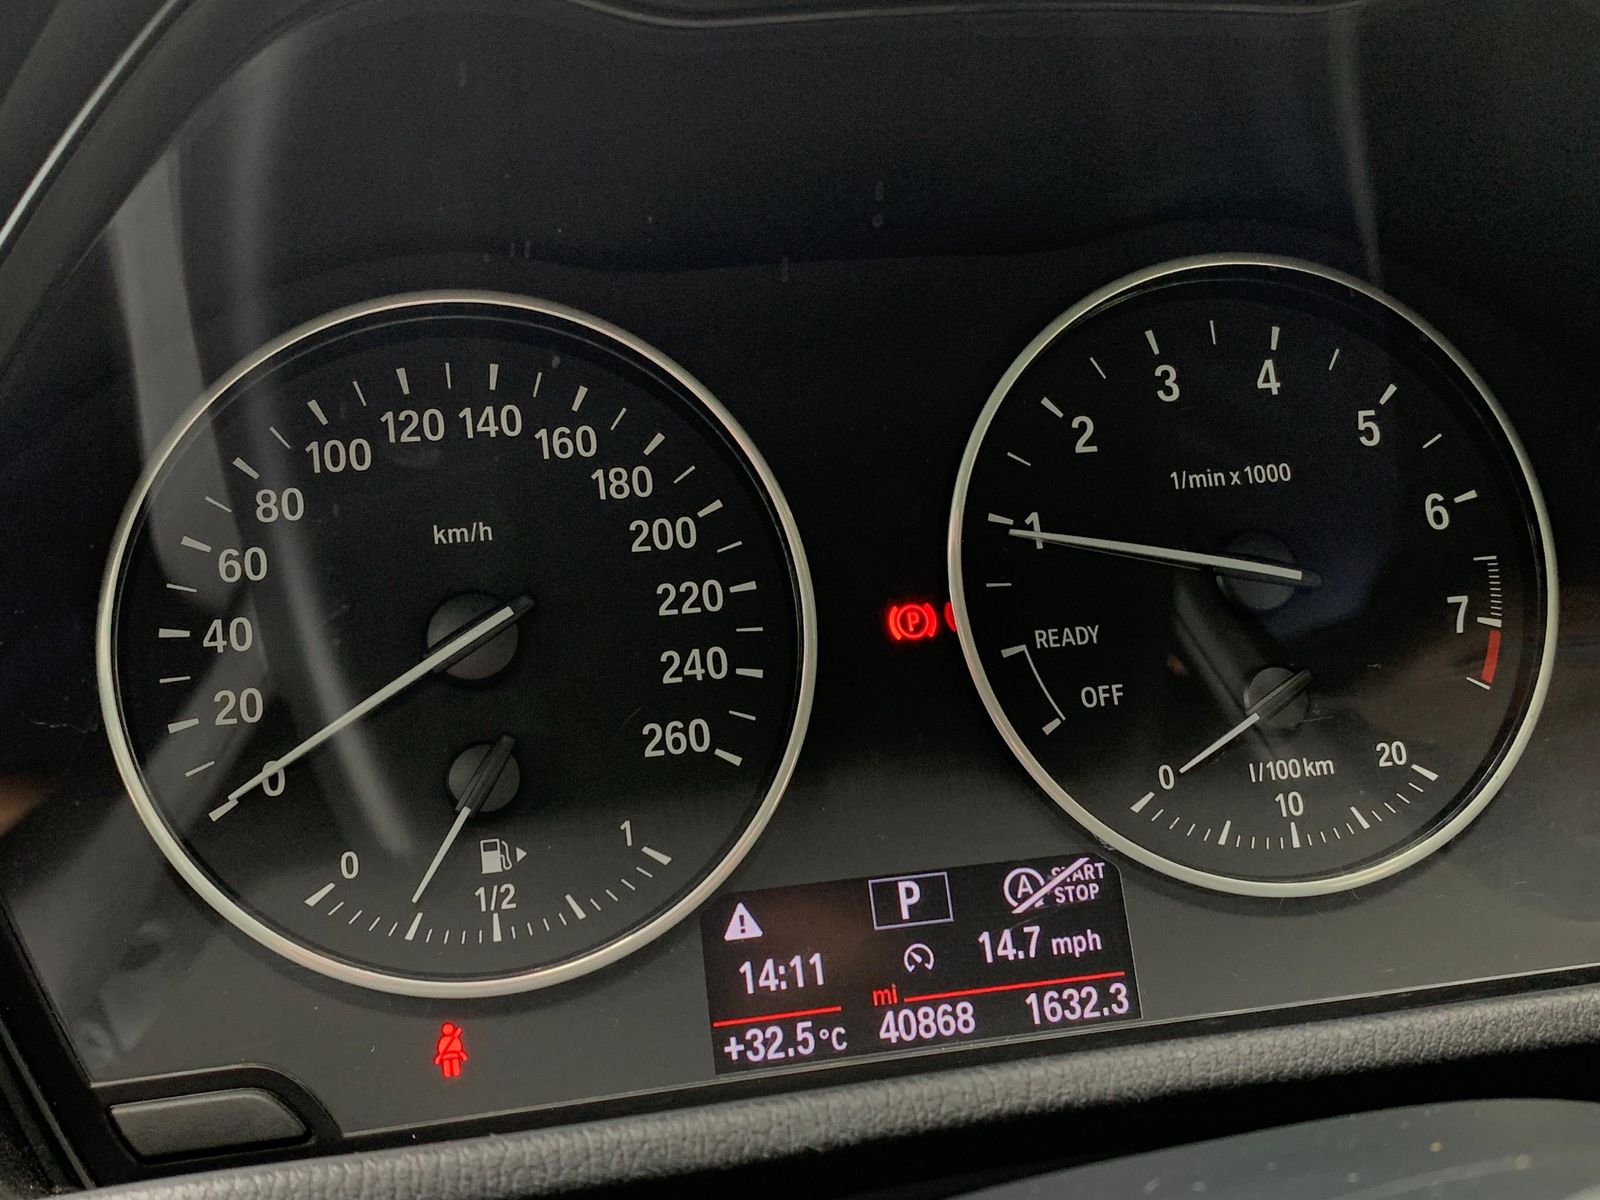 0
20
40
60
80
100
120
140
160
180
200
220
240
260
km/h
0
1/2
1
P
1
2
3
4
5
6
7
1/min x 1000
READY
OFF
0
l/100km
10
20
P
A START
STOP
14:11
14.7 mph
mi
+32.5°C
40868
1632.3